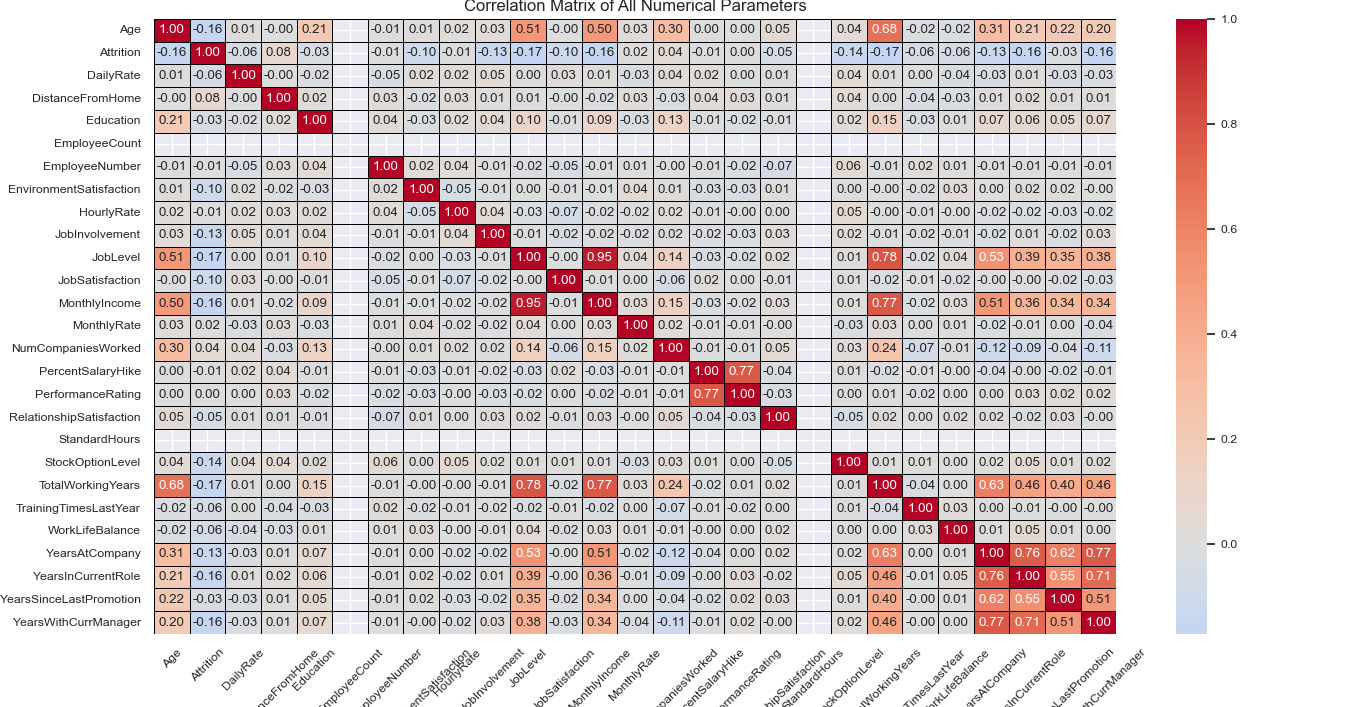 Correlation Matrix of All Numerical Parameters
Age 1.00 -0.16 0.01 -0.00 0.21 -0.01 0.01 0.02 0.03 0.51 -0.00 0.50 0.03 0.30 0.00 0.00 0.05 0.04 0.68 -0.02 -0.02 0.31 0.21 0.22 0.20
Attrition -0.16 1.00 -0.06 0.08 -0.03 -0.01 -0.10 -0.01 -0.13 -0.17 -0.10 -0.16 0.02 0.04 -0.01 0.00 -0.05 -0.14 -0.17 -0.06 -0.06 -0.13 -0.16 -0.03 -0.16
DailyRate 0.01 -0.06 1.00 -0.00 -0.02 -0.05 0.02 0.02 0.05 0.00 0.03 0.01 -0.03 0.04 0.02 0.00 0.01 0.04 0.01 0.00 -0.04 -0.03 0.01 -0.03 -0.03
DistanceFromHome -0.00 0.08 -0.00 1.00 0.02 0.03 -0.02 0.03 0.01 0.01 -0.00 -0.02 0.03 -0.03 0.04 0.03 0.01 0.04 0.00 -0.04 -0.03 0.01 0.02 0.01 0.01
Education 0.21 -0.03 -0.02 0.02 1.00 0.04 -0.03 0.02 0.04 0.10 -0.01 0.09 -0.03 0.13 -0.01 -0.02 -0.01 0.02 0.15 -0.03 0.01 0.07 0.06 0.05 0.07
EmployeeCount
EmployeeNumber -0.01 -0.01 -0.05 0.03 0.04 1.00 0.02 0.04 -0.01 -0.02 -0.05 -0.01 0.01 -0.00 -0.01 -0.02 -0.07 0.06 -0.01 0.02 0.01 -0.01 -0.01 -0.01 -0.01
EnvironmentSatisfaction 0.01 -0.10 0.02 -0.02 -0.03 0.02 1.00 -0.05 -0.01 0.00 -0.01 -0.01 0.04 0.01 -0.03 -0.03 0.01 0.00 -0.00 -0.02 0.03 0.00 0.02 0.02 -0.00
HourlyRate 0.02 -0.01 0.02 0.03 0.02 0.04 -0.05 1.00 0.04 -0.03 -0.07 -0.02 -0.02 0.02 -0.01 -0.00 0.00 0.05 -0.00 -0.01 -0.00 -0.02 -0.02 -0.03 -0.02
JobInvolvement 0.03 -0.13 0.05 0.01 0.04 -0.01 -0.01 0.04 1.00 -0.01 -0.02 -0.02 -0.02 0.02 -0.02 -0.03 0.03 0.02 -0.01 -0.02 -0.01 -0.02 0.01 -0.02 0.03
JobLevel 0.51 -0.17 0.00 0.01 0.10 -0.02 0.00 -0.03 -0.01 1.00 -0.00 0.95 0.04 0.14 -0.03 -0.02 0.02 0.01 0.78 -0.02 0.04 0.53 0.39 0.35 0.38
JobSatisfaction -0.00 -0.10 0.03 -0.00 -0.01 -0.05 -0.01 -0.07 -0.02 -0.00 1.00 -0.01 0.00 -0.06 0.02 0.00 -0.01 0.01 -0.02 -0.01 -0.02 -0.00 -0.00 -0.02 -0.03
MonthlyIncome 0.50 -0.16 0.01 -0.02 0.09 -0.01 -0.01 -0.02 -0.02 0.95 -0.01 1.00 0.03 0.15 -0.03 -0.02 0.03 0.01 0.77 -0.02 0.03 0.51 0.36 0.34 0.34
MonthlyRate 0.03 0.02 -0.03 0.03 -0.03 0.01 0.04 -0.02 -0.02 0.04 0.00 0.03 1.00 0.02 -0.01 -0.01 -0.00 -0.03 0.03 0.00 0.01 -0.02 -0.01 0.00 -0.04
NumCompaniesWorked 0.30 0.04 0.04 -0.03 0.13 -0.00 0.01 0.02 0.02 0.14 -0.06 0.15 0.02 1.00 -0.01 -0.01 0.05 0.03 0.24 -0.07 -0.01 -0.12 -0.09 -0.04 -0.11
PercentSalaryHike 0.00 -0.01 0.02 0.04 -0.01 -0.01 -0.03 -0.01 -0.02 -0.03 0.02 -0.03 -0.01 -0.01 1.00 0.77 -0.04 0.01 -0.02 -0.01 -0.00 -0.04 -0.00 -0.02 -0.01
PerformanceRating 0.00 0.00 0.00 0.03 -0.02 -0.02 -0.03 -0.00 -0.03 -0.02 0.00 -0.02 -0.01 -0.01 0.77 1.00 -0.03 0.00 0.01 -0.02 0.00 0.00 0.03 0.02 0.02
RelationshipSatisfaction 0.05 -0.05 0.01 0.01 -0.01 -0.07 0.01 0.00 0.03 0.02 -0.01 0.03 -0.00 0.05 -0.04 -0.03 1.00 -0.05 0.02 0.00 0.02 0.02 -0.02 0.03 -0.00
StandardHours
StockOptionLevel 0.04 -0.14 0.04 0.04 0.02 0.06 0.00 0.05 0.02 0.01 0.01 0.01 -0.03 0.03 0.01 0.00 -0.05 1.00 0.01 0.01 0.00 0.02 0.05 0.01 0.02
TotalWorkingYears 0.68 -0.17 0.01 0.00 0.15 -0.01 -0.00 -0.00 -0.01 0.78 -0.02 0.77 0.03 0.24 -0.02 0.01 0.02 0.01 1.00 -0.04 0.00 0.63 0.46 0.40 0.46
TrainingTimesLastYear -0.02 -0.06 0.00 -0.04 -0.03 0.02 -0.02 -0.01 -0.02 -0.02 -0.01 -0.02 0.00 -0.07 -0.01 -0.02 0.00 0.01 -0.04 1.00 0.03 0.00 -0.01 -0.00 -0.00
WorkLifeBalance -0.02 -0.06 -0.04 -0.03 0.01 0.01 0.03 -0.00 -0.01 0.04 -0.02 0.03 0.01 -0.01 -0.00 0.00 0.02 0.00 0.00 0.03 1.00 0.01 0.05 0.01 0.00
YearsAtCompany 0.31 -0.13 -0.03 0.01 0.07 -0.01 0.00 -0.02 -0.02 0.53 -0.00 0.51 -0.02 -0.12 -0.04 0.00 0.02 0.02 0.63 0.00 0.01 1.00 0.76 0.62 0.77
YearsInCurrentRole 0.21 -0.16 0.01 0.02 0.06 -0.01 0.02 -0.02 0.01 0.39 -0.00 0.36 -0.01 -0.09 -0.00 0.03 -0.02 0.05 0.46 -0.01 0.05 0.76 1.00 0.55 0.71
YearsSinceLastPromotion 0.22 -0.03 -0.03 0.01 0.05 -0.01 0.02 -0.03 -0.02 0.35 -0.02 0.34 0.00 -0.04 -0.02 0.02 0.03 0.01 0.40 -0.00 0.01 0.62 0.55 1.00 0.51
YearsWithCurrManager 0.20 -0.16 -0.03 0.01 0.07 -0.01 -0.00 -0.02 0.03 0.38 -0.03 0.34 -0.04 -0.11 -0.01 0.02 -0.00 0.02 0.46 -0.00 0.00 0.77 0.71 0.51 1.00
1.0
0.8
0.6
0.4
0.2
0.0
Age Attrition DailyRate nceFromHome Education EmployeeCount ployeeNumber entSatisfaction HourlyRate JobInvolvement JobLevel JobSatisfaction MonthlyIncome MonthlyRate paniesWorked centSalaryHike ormanceRating hipSatisfaction StandardHours ockOptionLevel alWorkingYears TimesLastYear orkLifeBalance arsAtCompany InCurrentRole eLastPromotion thCurrManager